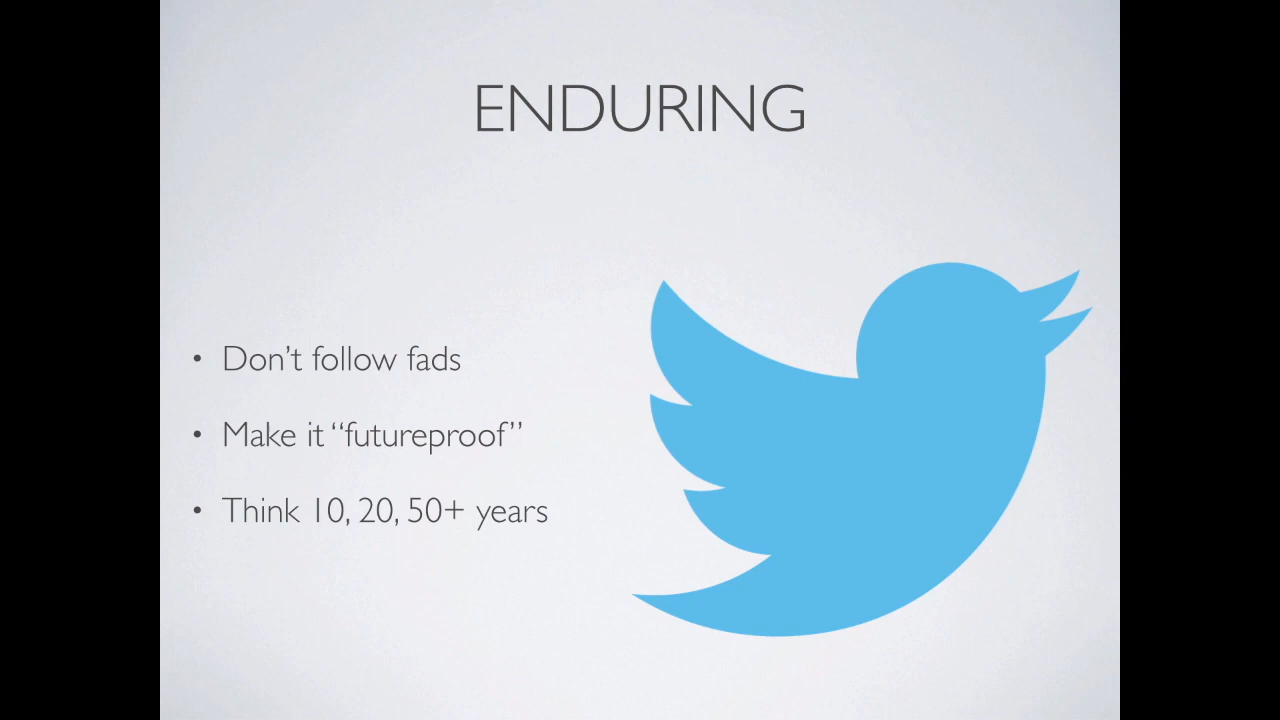 ENDURING
• Don’t follow fads
• Make it “futureproof”
• Think 10, 20, 50+ years